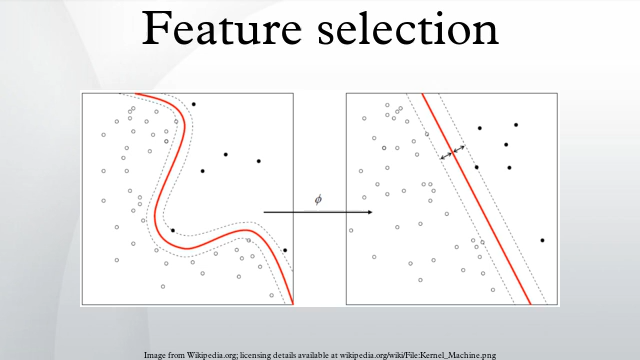 Feature selection
ϕ
Image from Wikipedia.org; licensing details available at wikipedia.org/wiki/File:Kernel_Machine.png